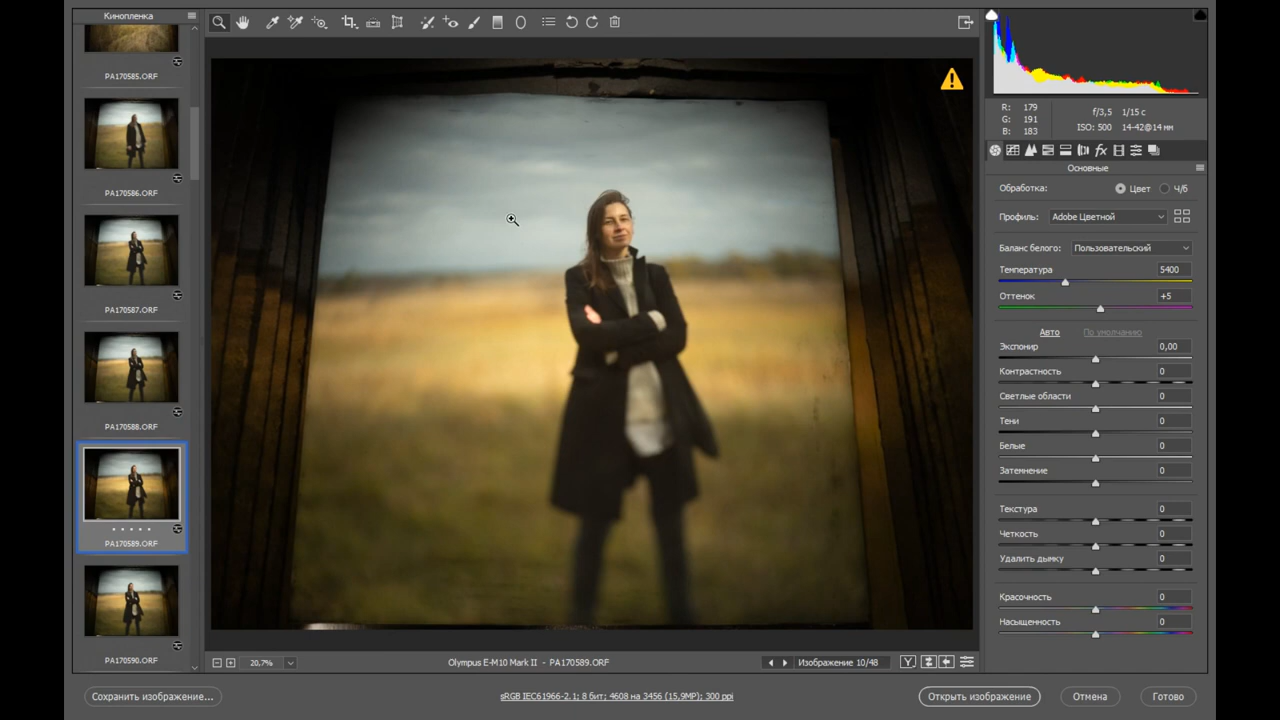 Кинопленка
PA170585.ORF
PA170586.ORF
PA170587.ORF
PA170588.ORF
PA170589.ORF
PA170590.ORF
20,7%
Olympus E-M10 Mark II - PA170589.ORF
Изображение 10/48
Y
Сохранить изображение...
sRGB IEC61966-2.1; 8 бит; 4608 на 3456 (15,9MP); 300 ppi
Открыть изображение
Отмена
Готово
R: 179
G: 191
B: 183
f/3,5 1/15 с
ISO: 500 14-42@14 мм
fx
Основные
Обработка: Цвет Ч/б
Профиль: Adobe Цветной
Баланс белого: Пользовательский
Температура 5400
Оттенок +5
Авто По умолчанию
Экспонир 0,00
Контрастность 0
Светлые области 0
Тени 0
Белые 0
Затемнение 0
Текстура 0
Четкость 0
Удалить дымку 0
Красочность 0
Насыщенность 0